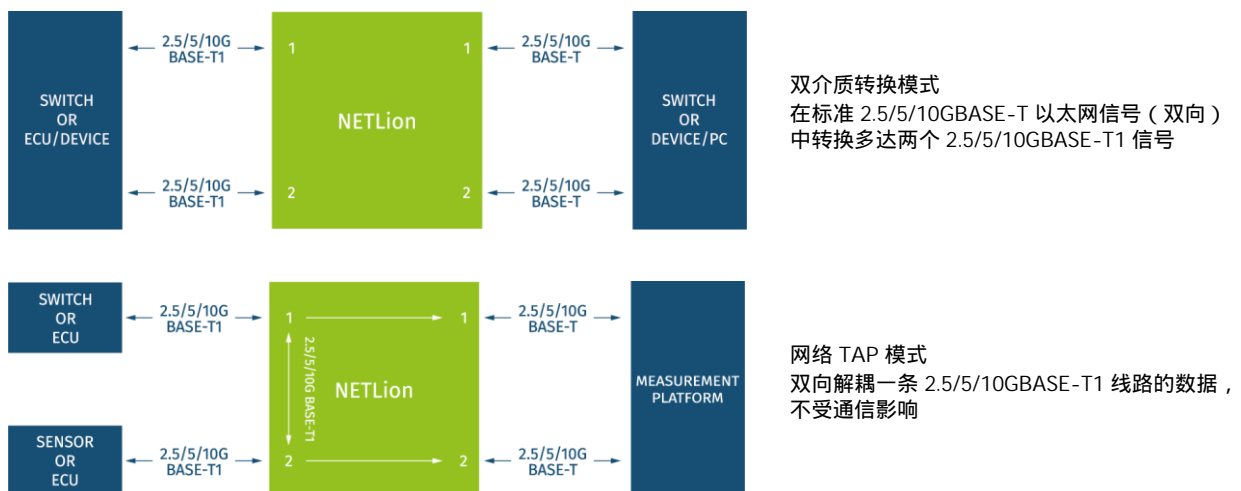 2.5/5/10G
BASE-T1
1
1
2.5/5/10G
BASE-T
SWITCH
OR
ECU/DEVICE
NETLion
SWITCH
OR
DEVICE/PC
2.5/5/10G
BASE-T1
2
2
2.5/5/10G
BASE-T
双介质转换模式
在标准 2.5/5/10GBASE-T 以太网信号（双向）
中转换多达两个 2.5/5/10GBASE-T1 信号
SWITCH
OR
ECU
2.5/5/10G
BASE-T1
1
1
2.5/5/10G
BASE-T
2.5/5/10G BASE-T1
NETLion
MEASUREMENT
PLATFORM
SENSOR
OR
ECU
2.5/5/10G
BASE-T1
2
2
2.5/5/10G
BASE-T
网络 TAP 模式
双向解耦一条 2.5/5/10GBASE-T1 线路的数据，
不受通信影响